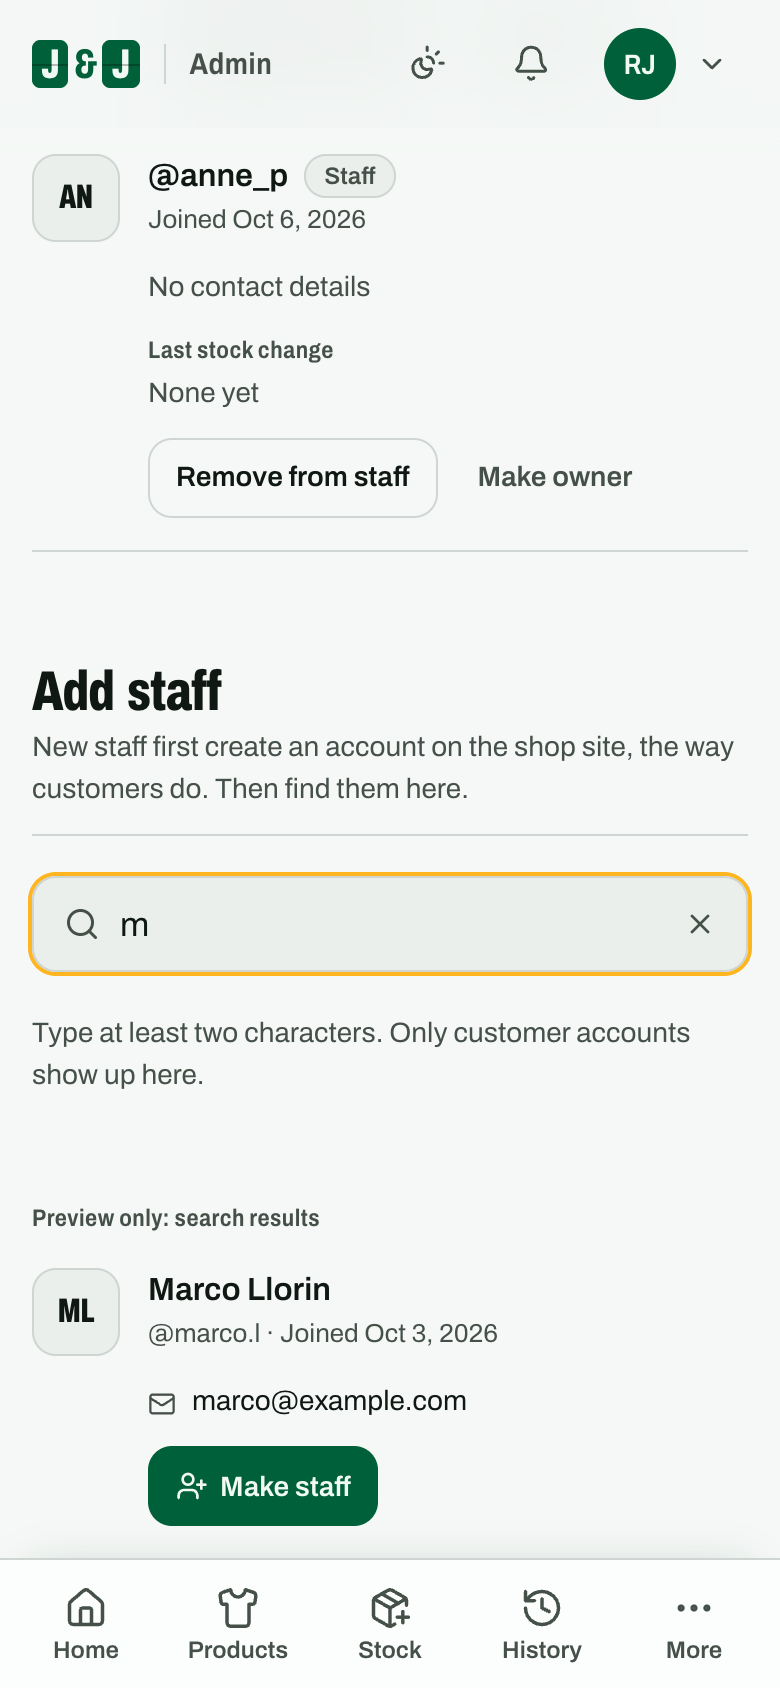 J & J Admin RJ
AN
@anne_p Staff
Joined Oct 6, 2026
No contact details
Last stock change
None yet
Remove from staff Make owner
Add staff
New staff first create an account on the shop site, the way
customers do. Then find them here.
m
Type at least two characters. Only customer accounts
show up here.
Preview only: search results
ML
Marco Llorin
@marco.l · Joined Oct 3, 2026
marco@example.com
Make staff
Home Products Stock History More